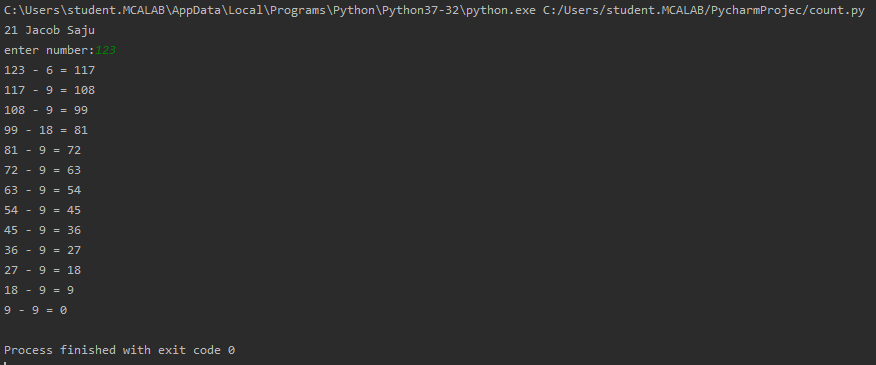 C:\Users\student.MCALAB\AppData\Local\Programs\Python\Python37-32\python.exe C:/Users/student.MCALAB/PycharmProjec/count.py
21 Jacob Saju
enter number:123
123 - 6 = 117
117 - 9 = 108
108 - 9 = 99
99 - 18 = 81
81 - 9 = 72
72 - 9 = 63
63 - 9 = 54
54 - 9 = 45
45 - 9 = 36
36 - 9 = 27
27 - 9 = 18
18 - 9 = 9
9 - 9 = 0
Process finished with exit code 0